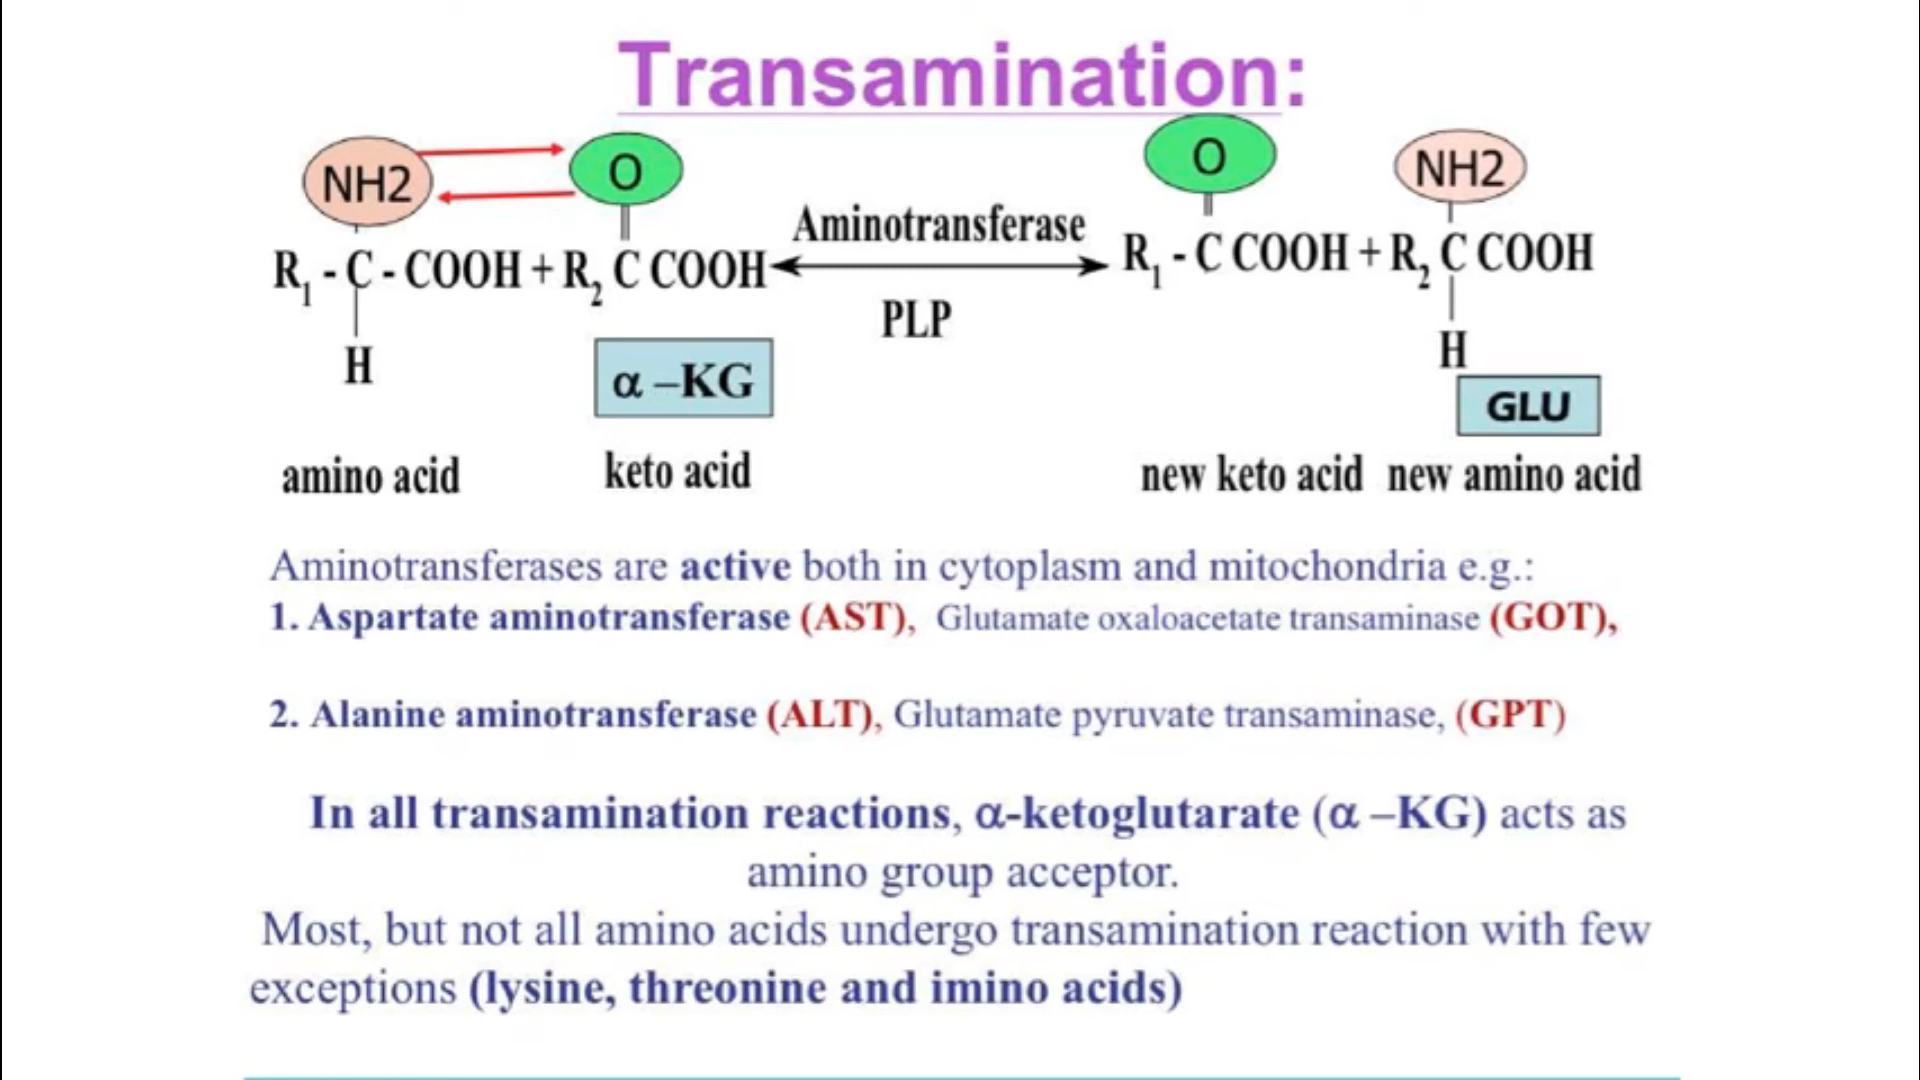 Transamination:
NH2 O O NH2
Aminotransferase
R1 - C - COOH + R2 C COOH R1 - C COOH + R2 C COOH
PLP
H H
α –KG GLU
amino acid keto acid new keto acid new amino acid
Aminotransferases are active both in cytoplasm and mitochondria e.g.:
1. Aspartate aminotransferase (AST), Glutamate oxaloacetate transaminase (GOT),
2. Alanine aminotransferase (ALT), Glutamate pyruvate transaminase, (GPT)
In all transamination reactions, α-ketoglutarate (α –KG) acts as
amino group acceptor.
Most, but not all amino acids undergo transamination reaction with few
exceptions (lysine, threonine and imino acids)